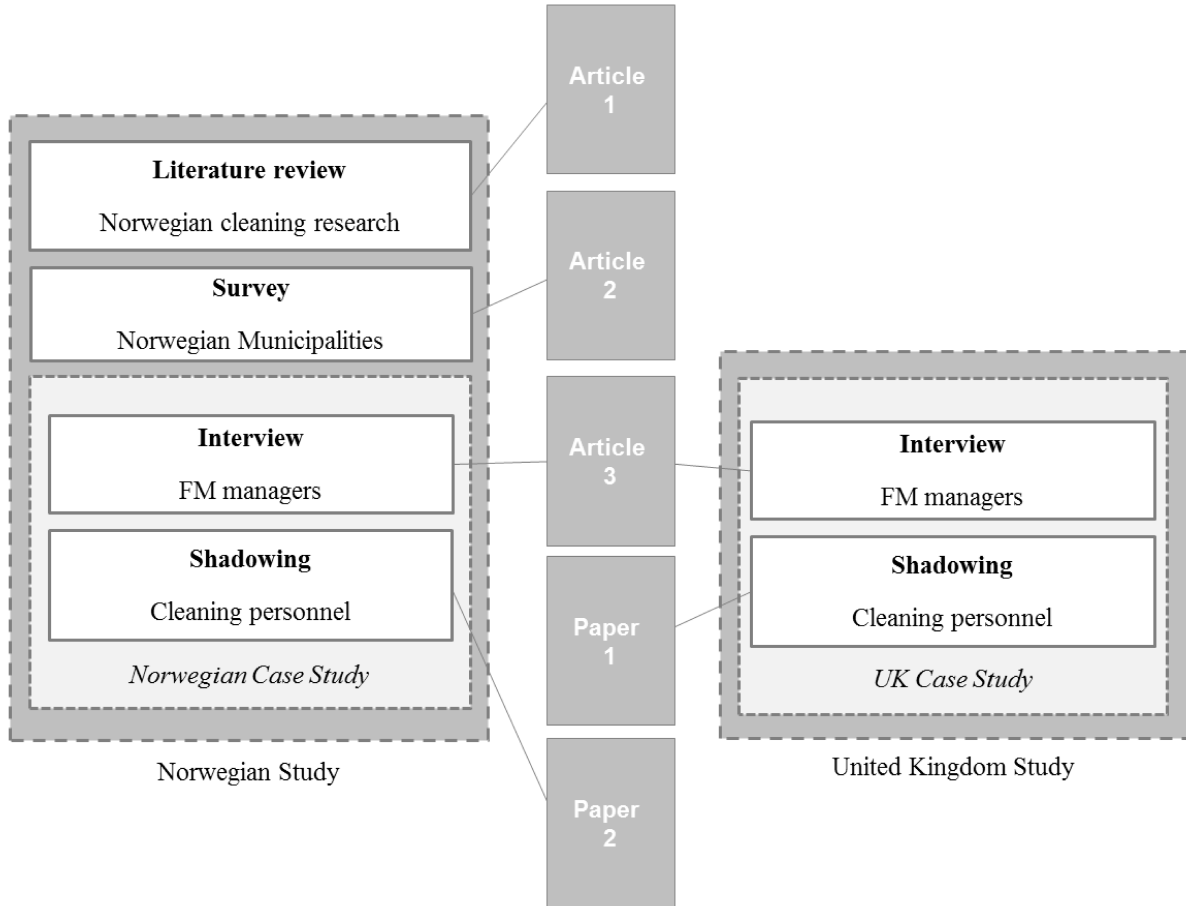 Literature review
Norwegian cleaning research
Survey
Norwegian Municipalities
Interview
FM managers
Shadowing
Cleaning personnel
Norwegian Case Study
Norwegian Study
Article
1
Article
2
Article
3
Paper
1
Paper
2
Interview
FM managers
Shadowing
Cleaning personnel
UK Case Study
United Kingdom Study